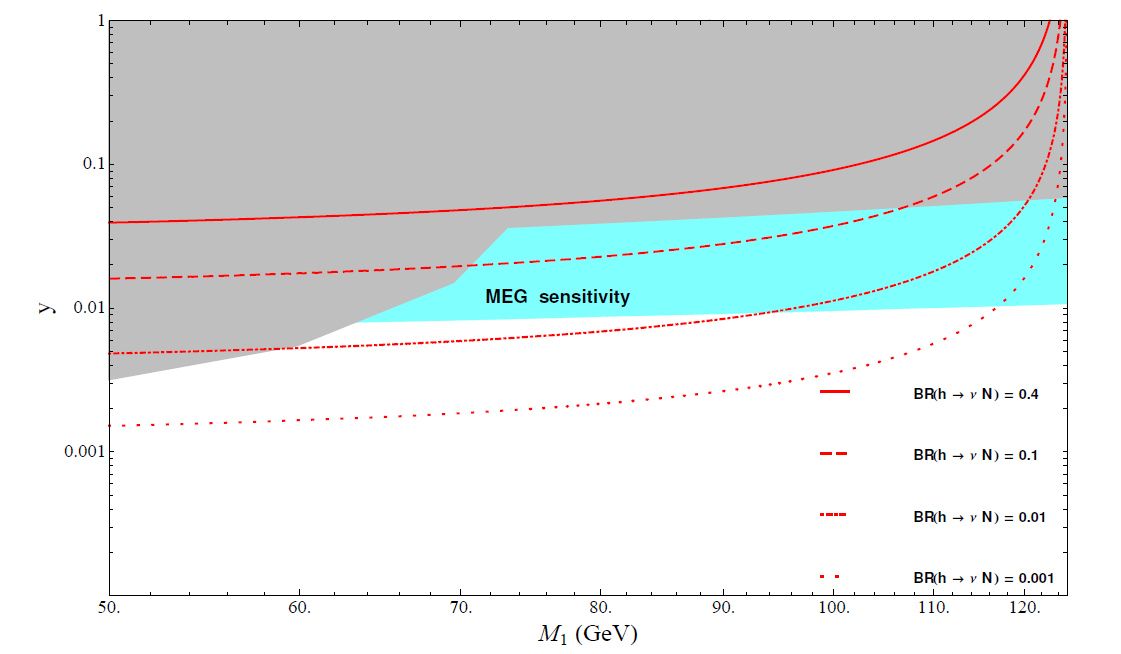 1
0.1
0.01
0.001
y
MEG sensitivity
BR(h → ν N) = 0.4
BR(h → ν N) = 0.1
BR(h → ν N) = 0.01
BR(h → ν N) = 0.001
50. 60. 70. 80. 90. 100. 110. 120.
M₁ (GeV)